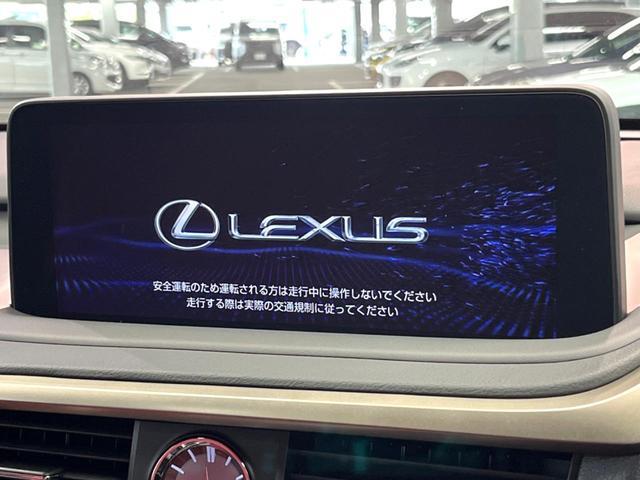 LEXUS
安全運転のため運転される方は走行中に操作しないでください
走行する際は実際の交通規制に従ってください